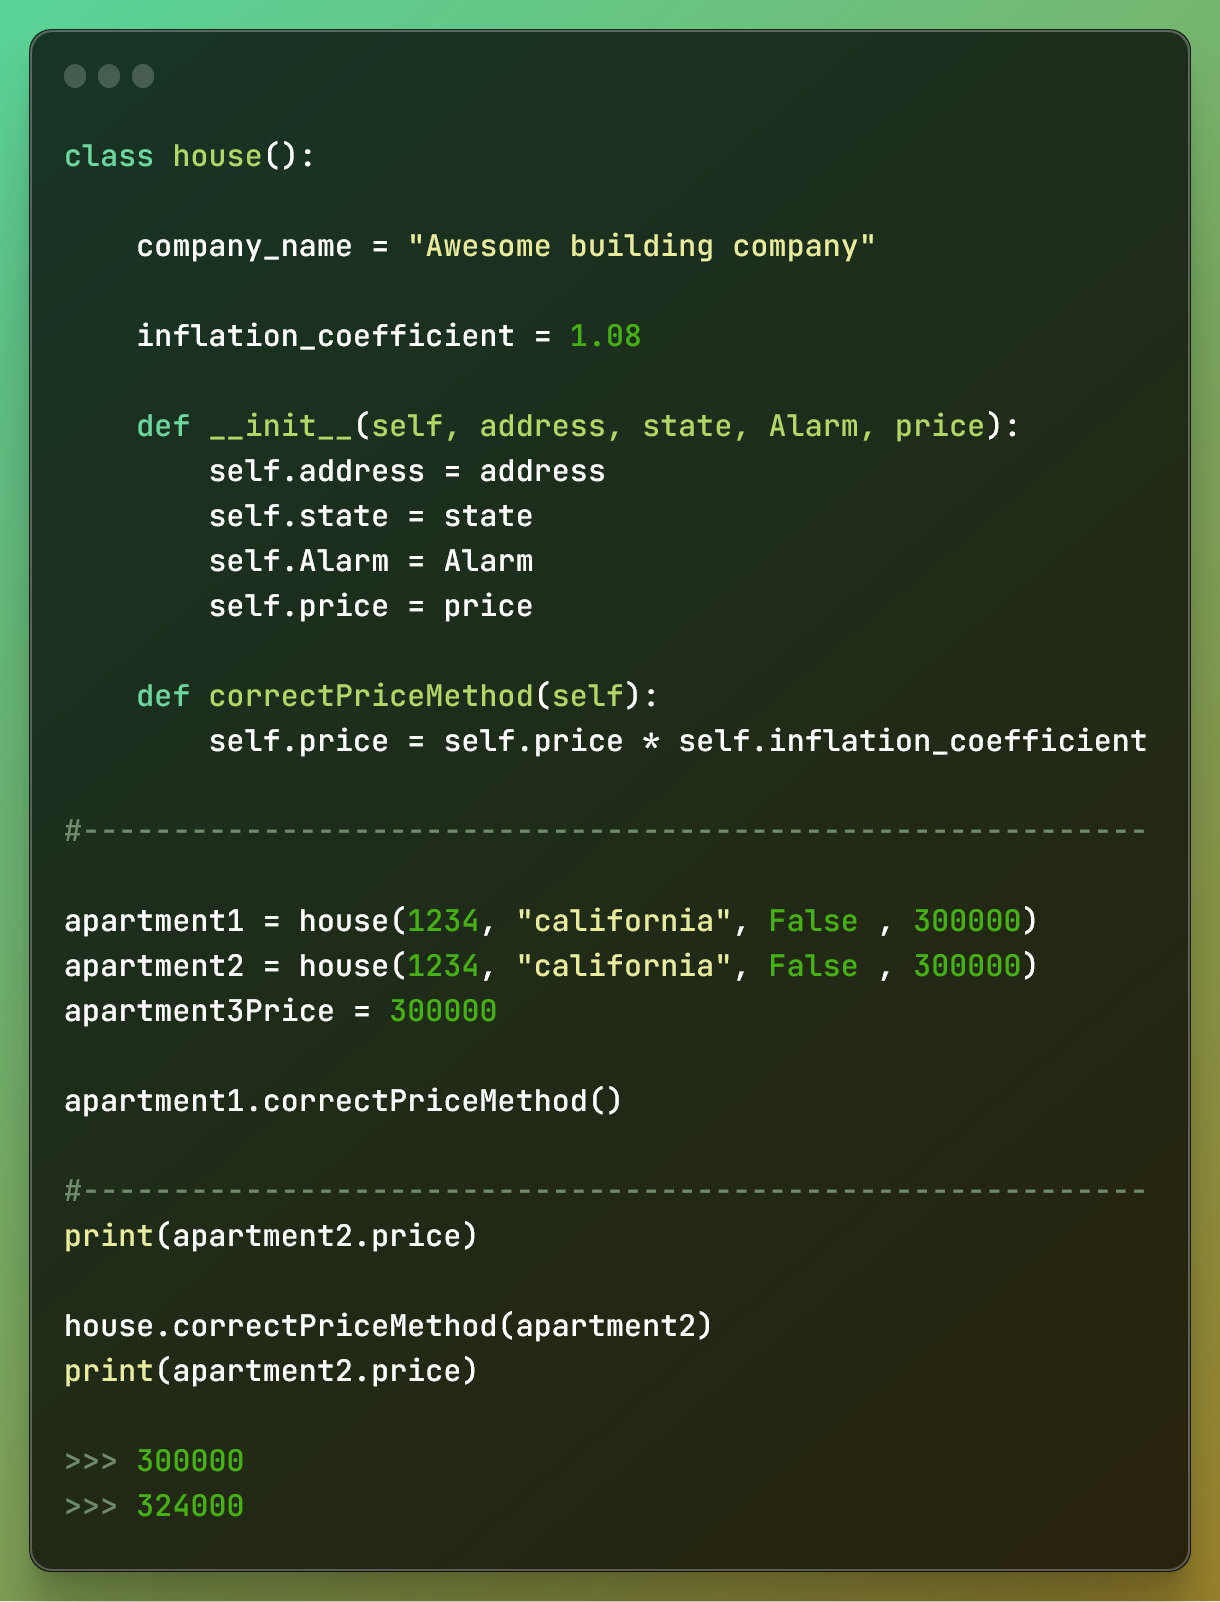 class house():
    company_name = "Awesome building company"
    inflation_coefficient = 1.08
    def __init__(self, address, state, Alarm, price):
        self.address = address
        self.state = state
        self.Alarm = Alarm
        self.price = price
    def correctPriceMethod(self):
        self.price = self.price * self.inflation_coefficient
#-----------------------------------------------------------
apartment1 = house(1234, "california", False , 300000)
apartment2 = house(1234, "california", False , 300000)
apartment3Price = 300000
apartment1.correctPriceMethod()
#-----------------------------------------------------------
print(apartment2.price)
house.correctPriceMethod(apartment2)
print(apartment2.price)
>>> 300000
>>> 324000